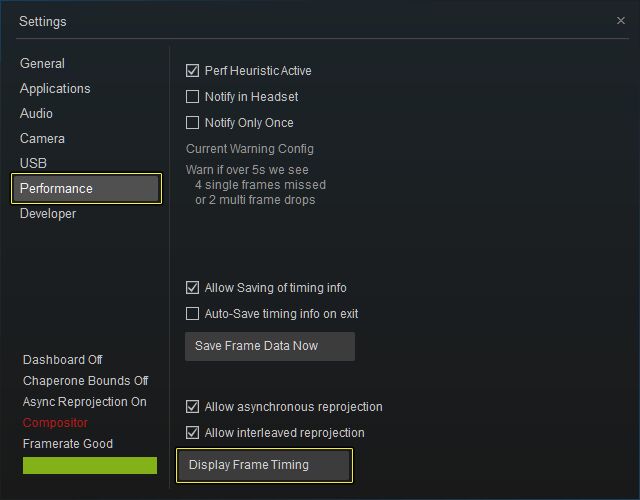 Settings
General
Applications
Audio
Camera
USB
Performance
Developer
Dashboard Off
Chaperone Bounds Off
Async Reprojection On
Compositor
Framerate Good
Perf Heuristic Active
Notify in Headset
Notify Only Once
Current Warning Config
Warn if over 5s we see
4 single frames missed
or 2 multi frame drops
Allow Saving of timing info
Auto-Save timing info on exit
Save Frame Data Now
Allow asynchronous reprojection
Allow interleaved reprojection
Display Frame Timing